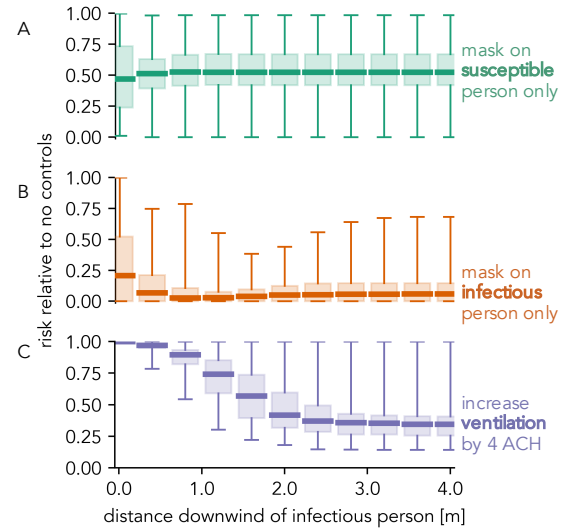 A
1.00
0.75
0.50
0.25
0.00
mask on
susceptible
person only
risk relative to no controls
B
1.00
0.75
0.50
0.25
0.00
mask on
infectious
person only
C
1.00
0.75
0.50
0.25
0.00
increase
ventilation
by 4 ACH
0.0 1.0 2.0 3.0 4.0
distance downwind of infectious person [m]